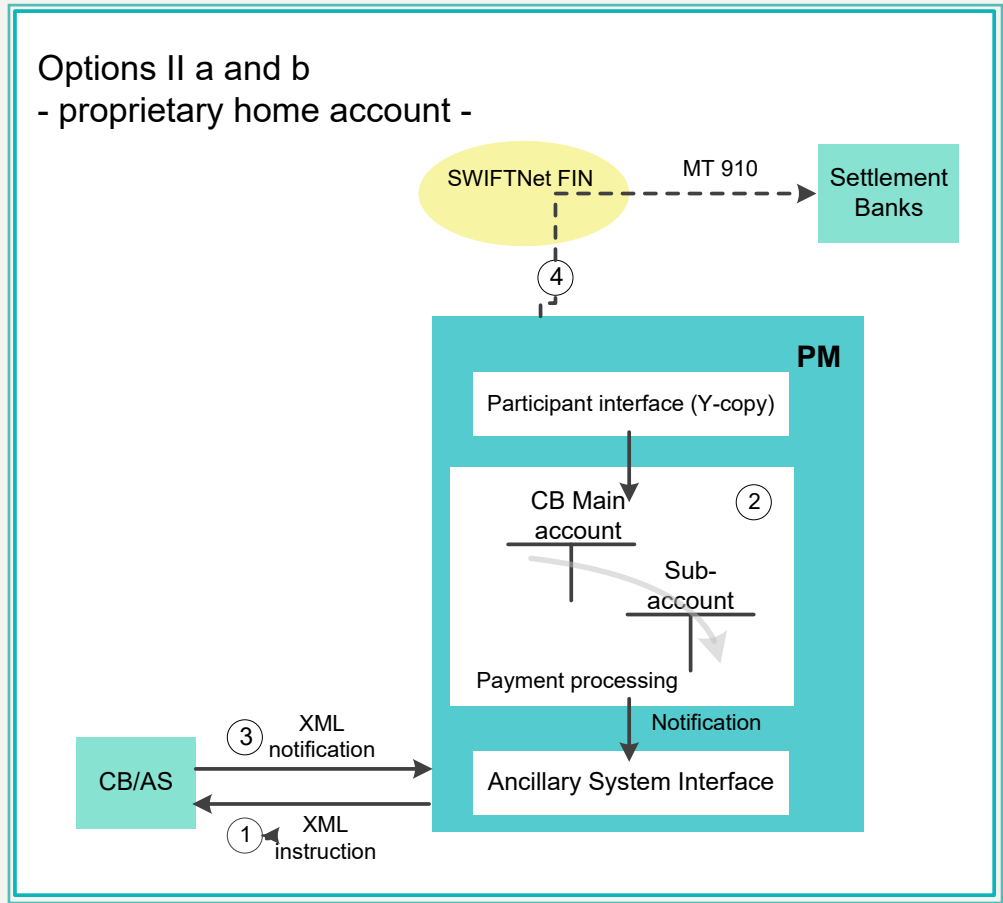 Options II a and b
- proprietary home account -
SWIFTNet FIN
MT 910
Settlement
Banks
4
PM
Participant interface (Y-copy)
CB Main
account
2
Sub-
account
Payment processing
Notification
3
XML
notification
CB/AS
Ancillary System Interface
1
XML
instruction